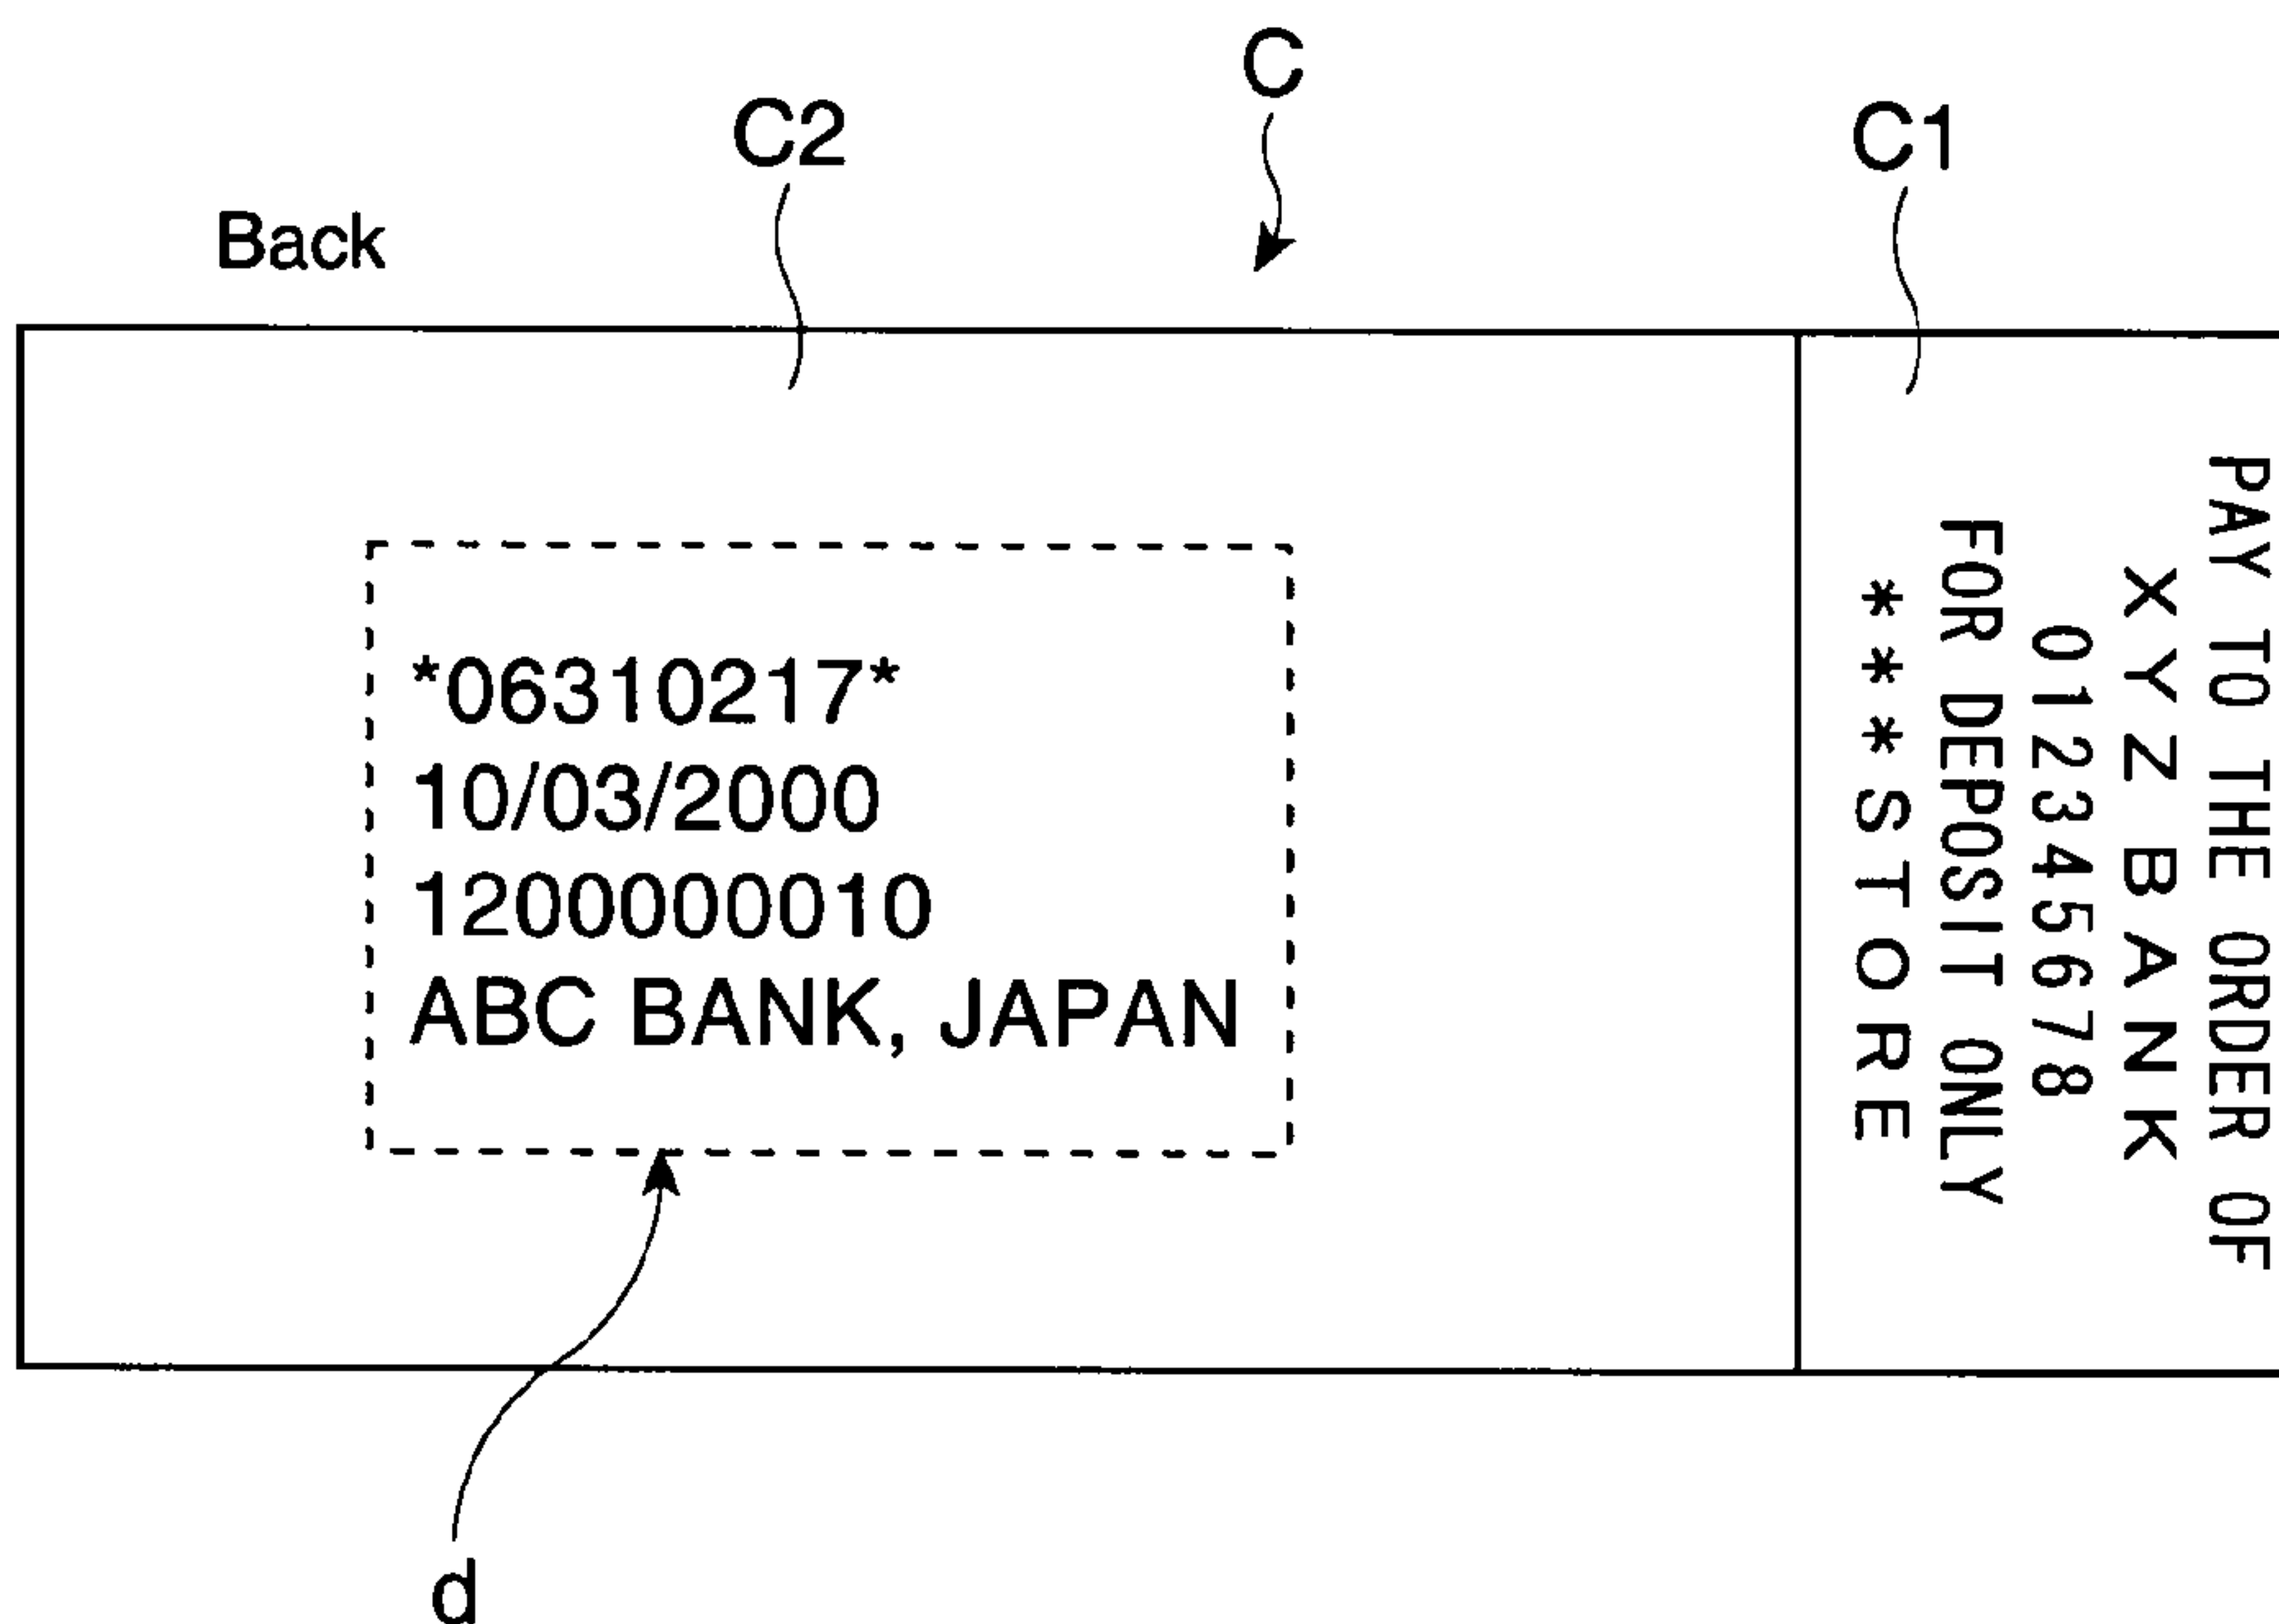 C
C2
C1
Back
*06310217*
10/03/2000
1200000010
ABC BANK, JAPAN
PAY TO THE ORDER OF
XYZ BANK
012345678
FOR DEPOSIT ONLY
***STORE
d